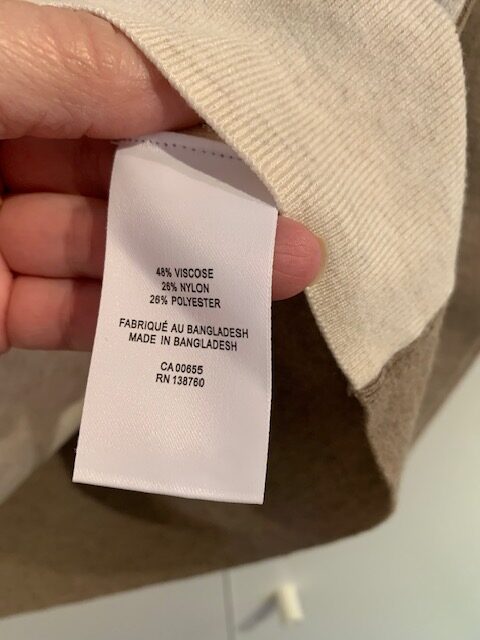 48% VISCOSE
26% NYLON
26% POLYESTER
FABRIQUÉ AU BANGLADESH
MADE IN BANGLADESH
CA 00655
RN 138760